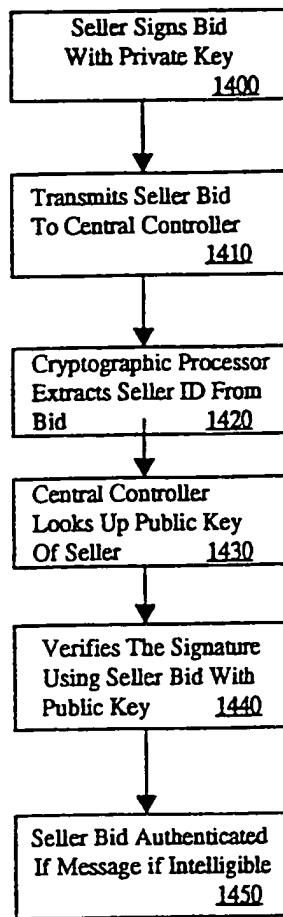 Seller Signs Bid
With Private Key
1400
Transmits Seller Bid
To Central Controller
1410
Cryptographic Processor
Extracts Seller ID From
Bid 1420
Central Controller
Looks Up Public Key
Of Seller 1430
Verifies The Signature
Using Seller Bid With
Public Key 1440
Seller Bid Authenticated
If Message if Intelligible
1450